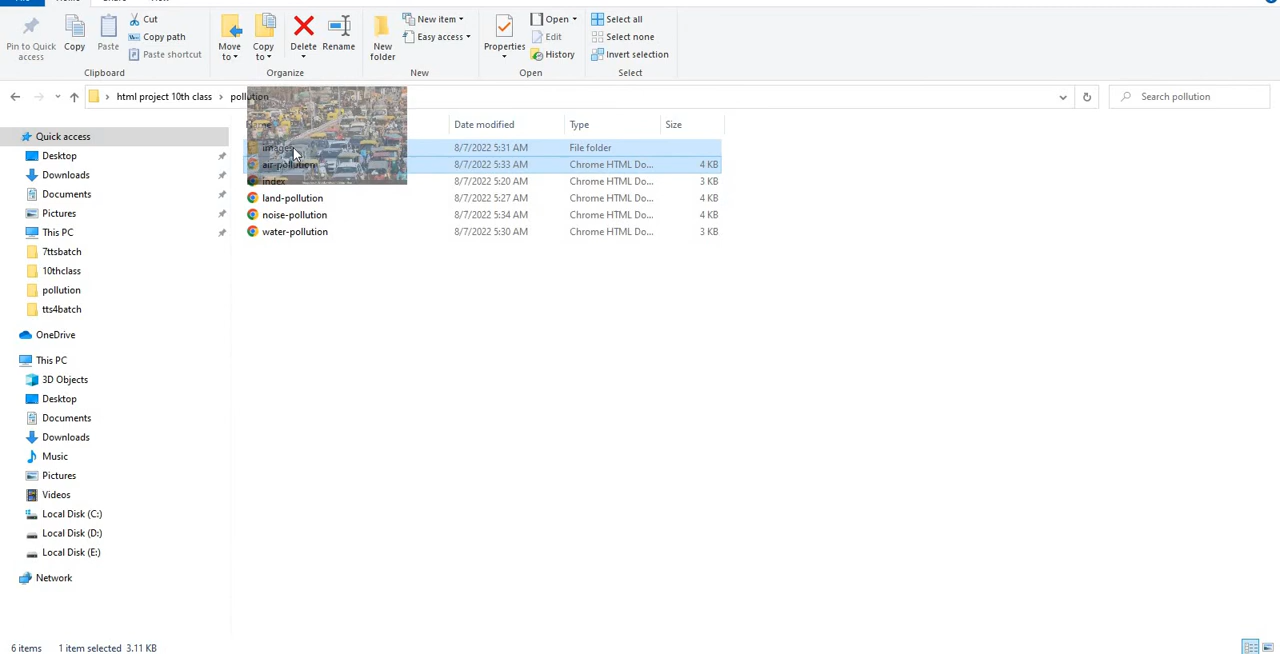 Pin to Quick access
Copy
Paste
Cut
Copy path
Paste shortcut
Clipboard
Move to
Copy to
Delete
Rename
Organize
New folder
New item
Easy access
New
Properties
Open
Edit
History
Open
Select all
Select none
Invert selection
Select
html project 10th class
pollution
Search pollution
Date modified
Type
Size
images 8/7/2022 5:31 AM File folder
air-pollution 8/7/2022 5:33 AM Chrome HTML Do... 4 KB
index 8/7/2022 5:20 AM Chrome HTML Do... 3 KB
land-pollution 8/7/2022 5:27 AM Chrome HTML Do... 4 KB
noise-pollution 8/7/2022 5:34 AM Chrome HTML Do... 4 KB
water-pollution 8/7/2022 5:30 AM Chrome HTML Do... 3 KB
Quick access
Desktop
Downloads
Documents
Pictures
This PC
7ttsbatch
10thclass
pollution
tts4batch
OneDrive
This PC
3D Objects
Desktop
Documents
Downloads
Music
Pictures
Videos
Local Disk (C:)
Local Disk (D:)
Local Disk (E:)
Network
6 items 1 item selected 3.11 KB